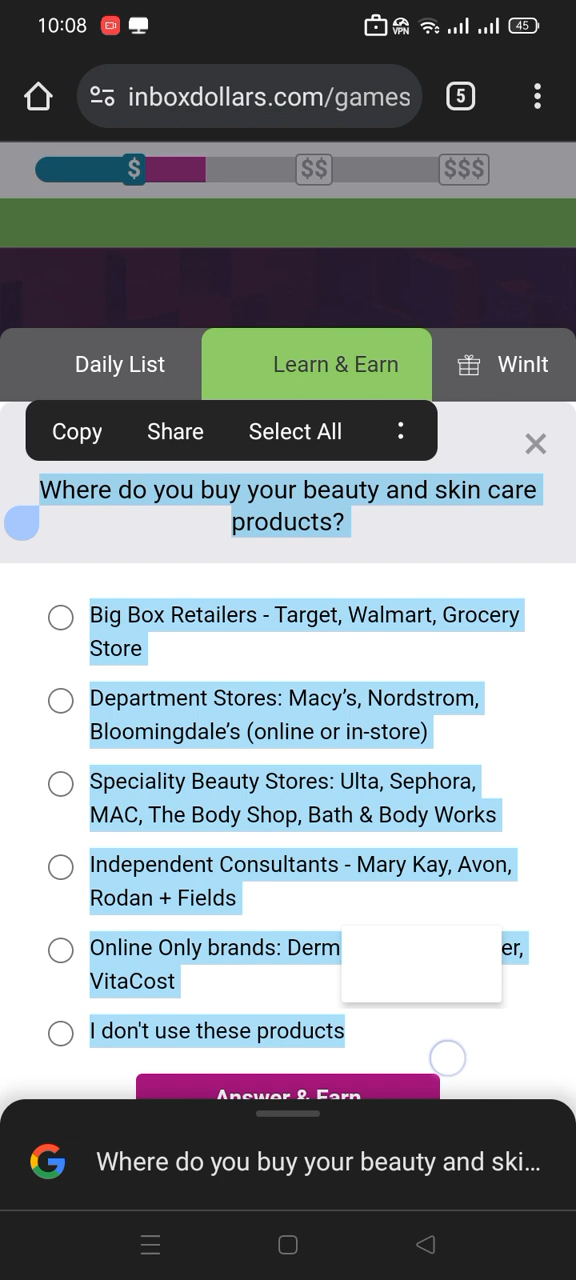 10:08
VPN
45
inboxdollars.com/games
5
$
$$
$$$
Daily List
Learn & Earn
WinIt
Copy
Share
Select All
Where do you buy your beauty and skin care
products?
Big Box Retailers - Target, Walmart, Grocery
Store
Department Stores: Macy’s, Nordstrom,
Bloomingdale’s (online or in-store)
Speciality Beauty Stores: Ulta, Sephora,
MAC, The Body Shop, Bath & Body Works
Independent Consultants - Mary Kay, Avon,
Rodan + Fields
Online Only brands: Derm
er,
VitaCost
I don't use these products
Answer & Earn
Where do you buy your beauty and ski...